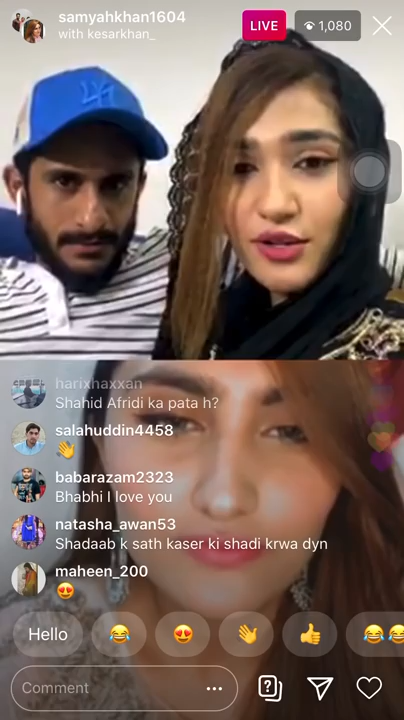 samyahkhan1604
with kesarkhan_
LIVE
1,080
harixhaxxan
Shahid Afridi ka pata h?
salahuddin4458
👋
babarazam2323
Bhabhi I love you
natasha_awan53
Shadaab k sath kaser ki shadi krwa dyn
maheen_200
😍
Hello 😂 😍 👋 👍 😂😂
Comment